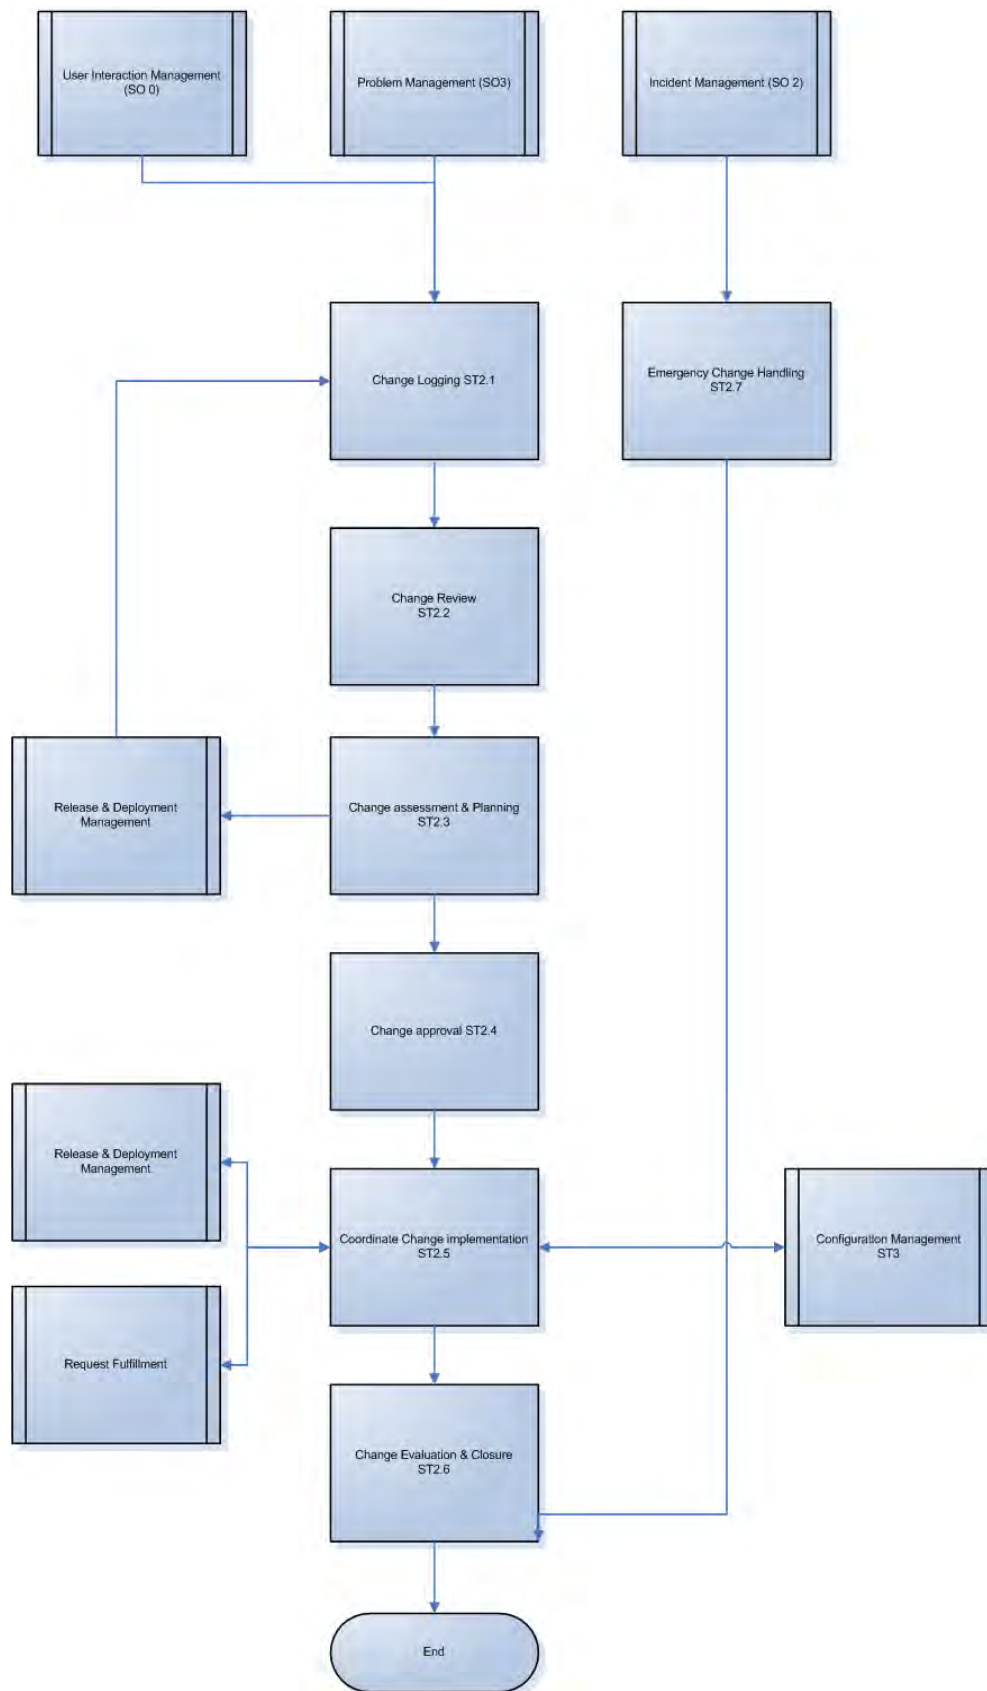 User Interaction Management
(SO 0)
Problem Management (SO3)
Incident Management (SO 2)
Change Logging ST2.1
Emergency Change Handling
ST2.7
Change Review
ST2.2
Release & Deployment
Management
Change assessment & Planning
ST2.3
Change approval ST2.4
Release & Deployment
Management
Coordinate Change implementation
ST2.5
Configuration Management
ST3
Request Fulfillment
Change Evaluation & Closure
ST2.6
End